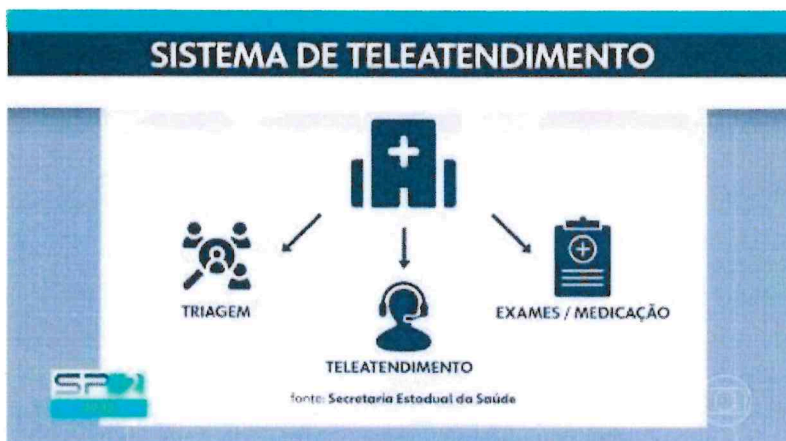 SISTEMA DE TELEATENDIMENTO
TRIAGEM
EXAMES / MEDICAÇÃO
TELEATENDIMENTO
fonte: Secretaria Estadual da Saúde
SP